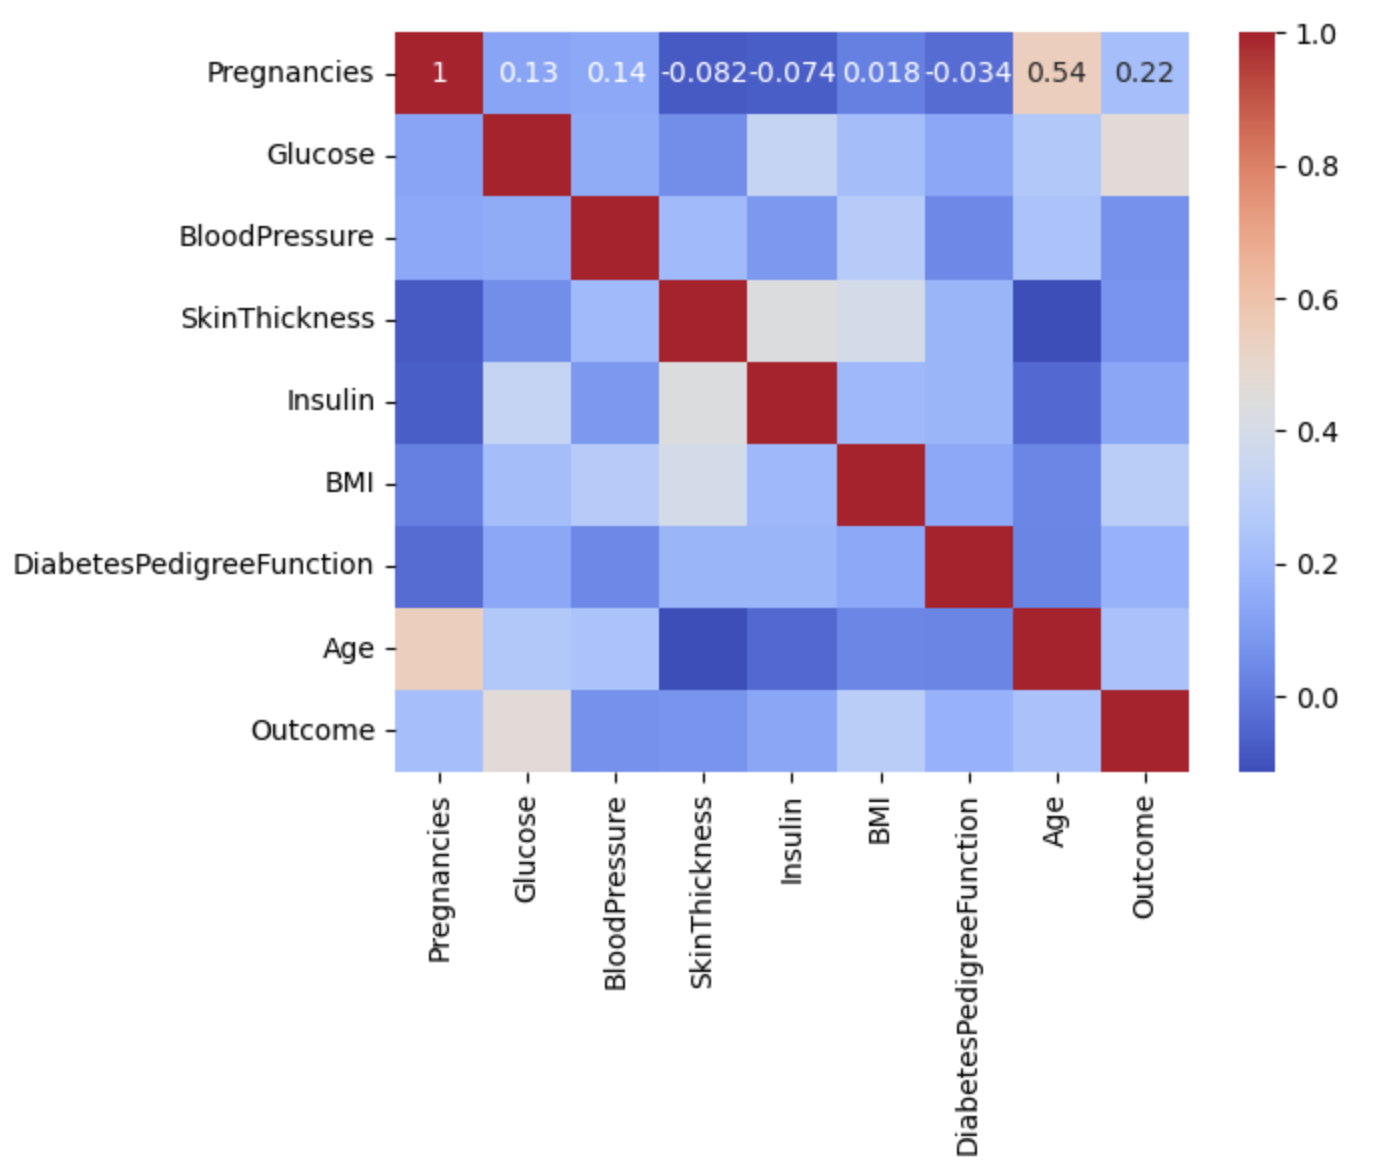 Pregnancies 1 0.13 0.14 -0.082 -0.074 0.018 -0.034 0.54 0.22
Glucose
BloodPressure
SkinThickness
Insulin
BMI
DiabetesPedigreeFunction
Age
Outcome
Pregnancies
Glucose
BloodPressure
SkinThickness
Insulin
BMI
DiabetesPedigreeFunction
Age
Outcome
1.0
0.8
0.6
0.4
0.2
0.0